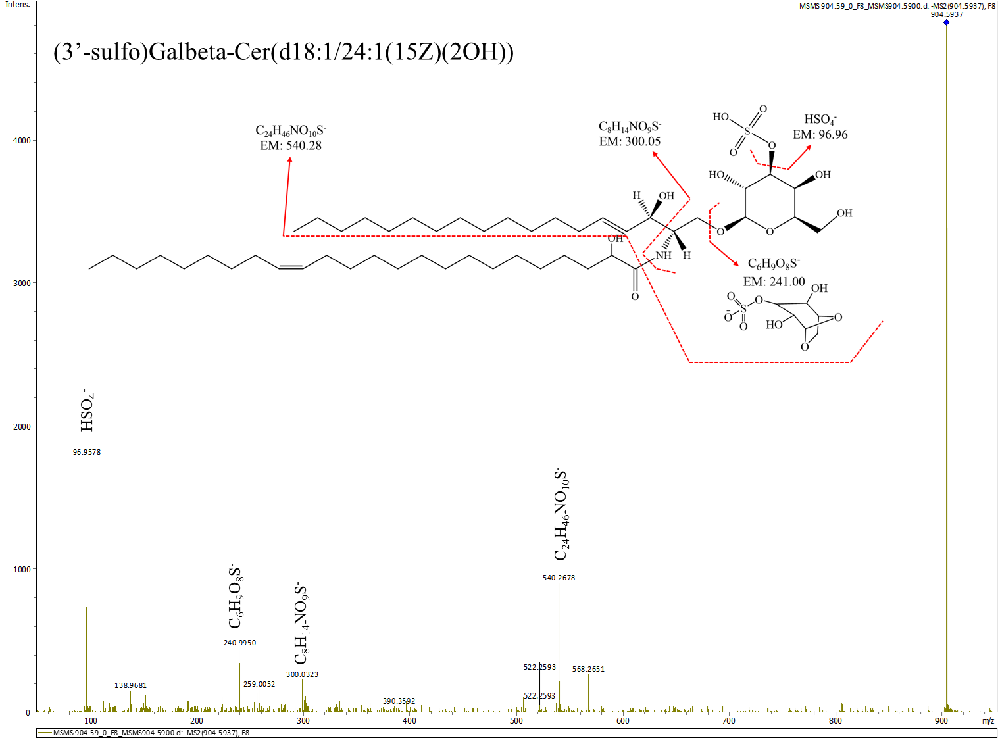 Intens.
MSMS904.59_0_F8_MSMS904.5900.d: -MS2(904.5937), F8
904.5937
(3’-sulfo)Galbeta-Cer(d18:1/24:1(15Z)(2OH))
C24H46NO10S-
EM: 540.28
C8H14NO9S-
EM: 300.05
HSO4-
EM: 96.96
HO
O
S
O
O
HO
OH
OH
O
O
H
OH
NH
H
OH
O
C6H9O8S-
EM: 241.00
OH
O
O
S
-O
O
HO
O
O
4000
3000
2000
1000
0
HSO4-
96.9578
138.9681
C6H9O8S-
240.9950
259.0052
C8H14NO9S-
300.0323
390.3592
522.2593
522.2593
C24H46NO10S-
540.2678
568.2651
100
200
300
400
500
600
700
800
900
m/z
MSMS904.59_0_F8_MSMS904.5900.d: -MS2(904.5937), F8